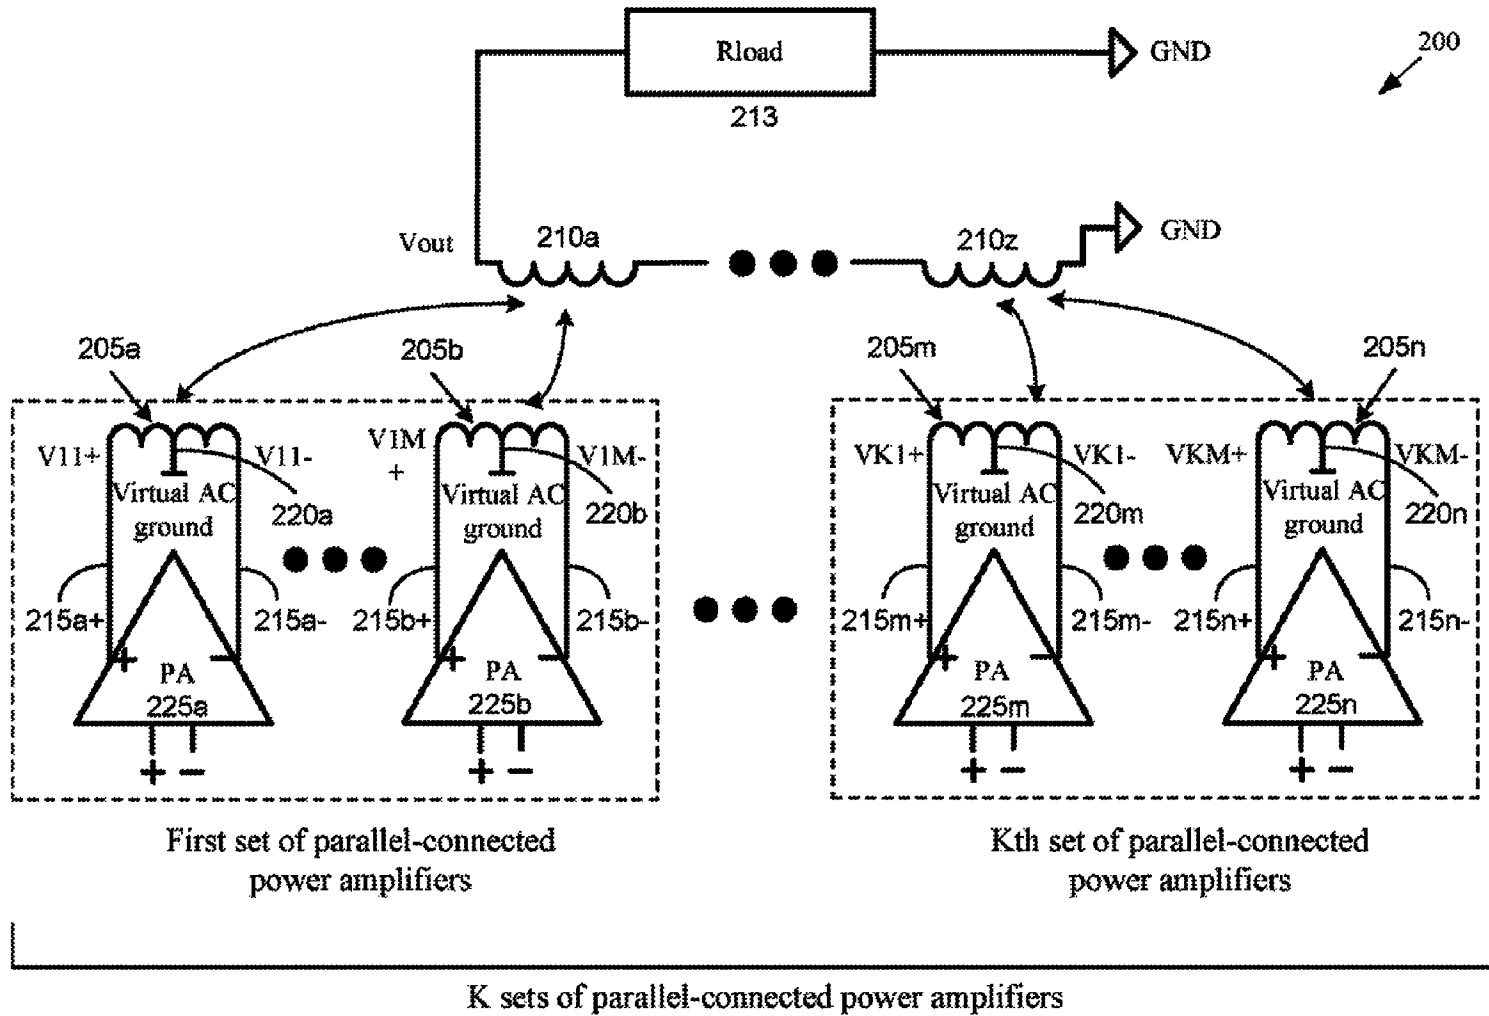 Rload
GND
200
213
Vout
210a
210z
GND
205a
205b
205m
205n
V11+
V11-
V1M
+
V1M-
VK1+
VK1-
VKM+
VKM-
Virtual AC
ground
220a
Virtual AC
ground
220b
Virtual AC
ground
220m
Virtual AC
ground
220n
215a+
215a-
215b+
215b-
215m+
215m-
215n+
215n-
+ −
PA
225a
+ −
+ −
PA
225b
+ −
+ −
PA
225m
+ −
+ −
PA
225n
+ −
First set of parallel-connected
power amplifiers
Kth set of parallel-connected
power amplifiers
K sets of parallel-connected power amplifiers